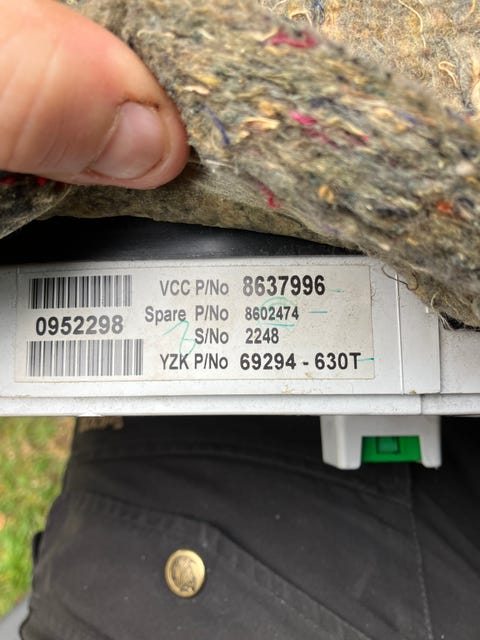 VCC P/No 8637996
Spare P/No 8602474
0952298
S/No 2248
YZK P/No 69294 - 630T